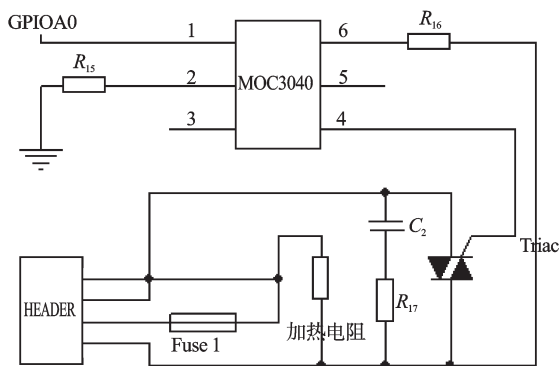 GPIOA0
1
6
R16
R15
2
MOC3040
5
3
4
C2
Triac
HEADER
R17
加热电阻
Fuse 1